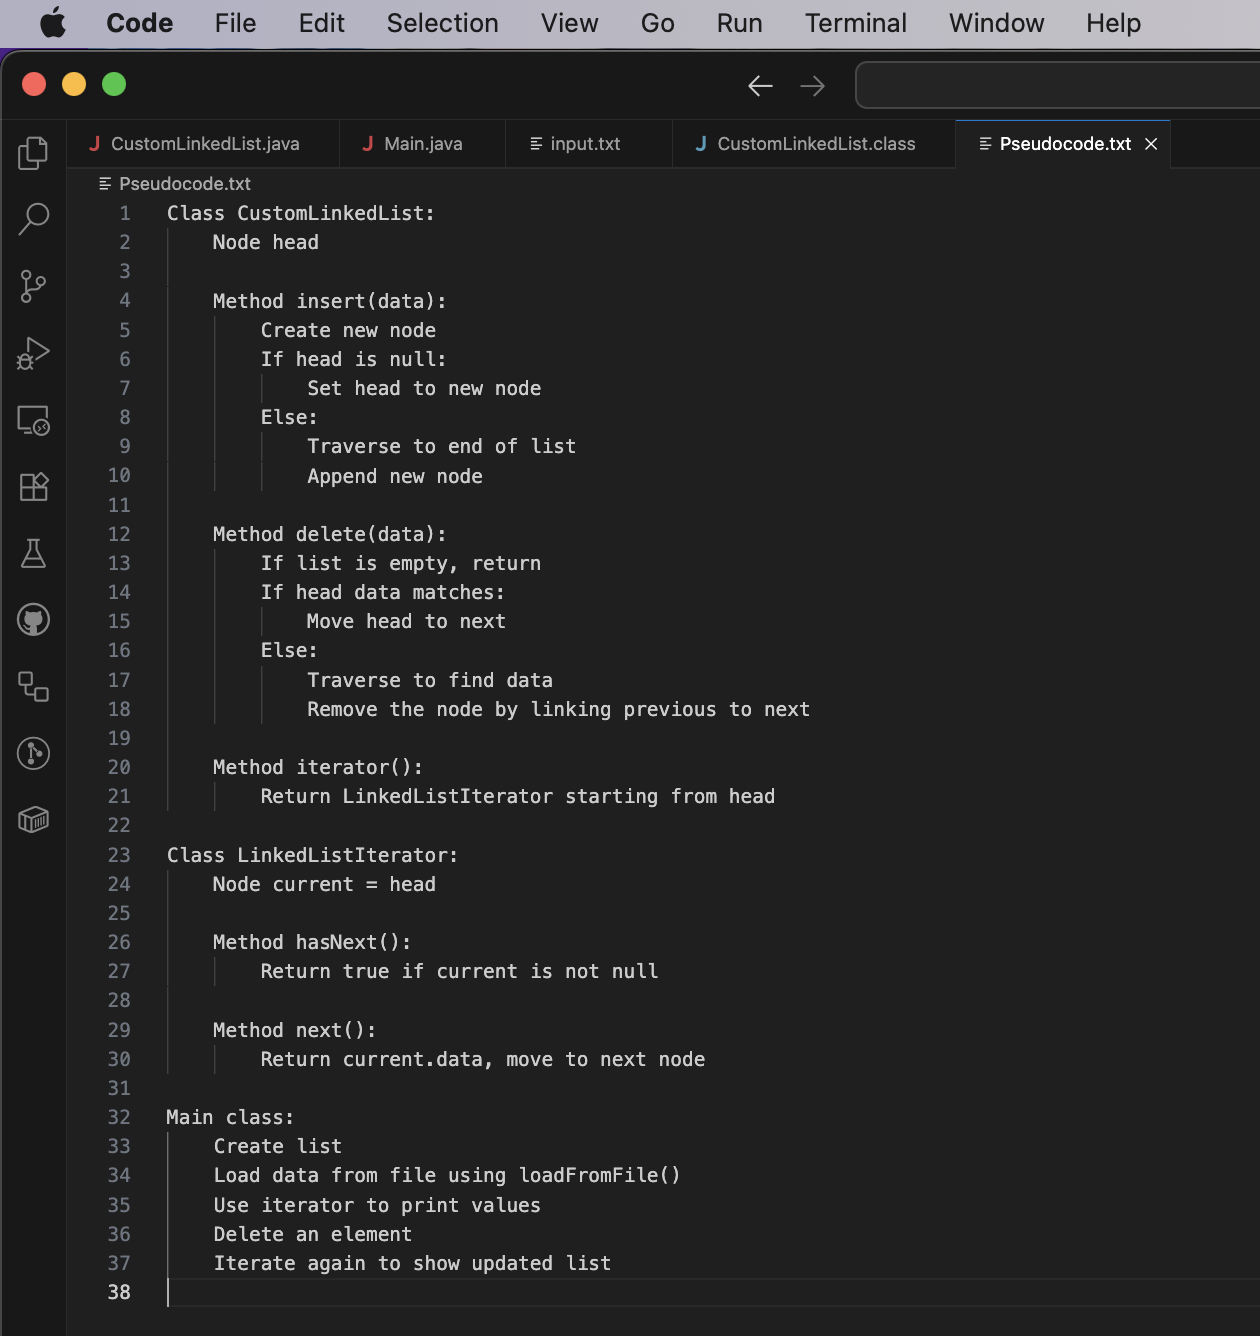 Code File Edit Selection View Go Run Terminal Window Help
CustomLinkedList.java Main.java input.txt CustomLinkedList.class Pseudocode.txt
Pseudocode.txt
1 Class CustomLinkedList:
2 Node head
3
4 Method insert(data):
5 Create new node
6 If head is null:
7 Set head to new node
8 Else:
9 Traverse to end of list
10 Append new node
11
12 Method delete(data):
13 If list is empty, return
14 If head data matches:
15 Move head to next
16 Else:
17 Traverse to find data
18 Remove the node by linking previous to next
19
20 Method iterator():
21 Return LinkedListIterator starting from head
22
23 Class LinkedListIterator:
24 Node current = head
25
26 Method hasNext():
27 Return true if current is not null
28
29 Method next():
30 Return current.data, move to next node
31
32 Main class:
33 Create list
34 Load data from file using loadFromFile()
35 Use iterator to print values
36 Delete an element
37 Iterate again to show updated list
38